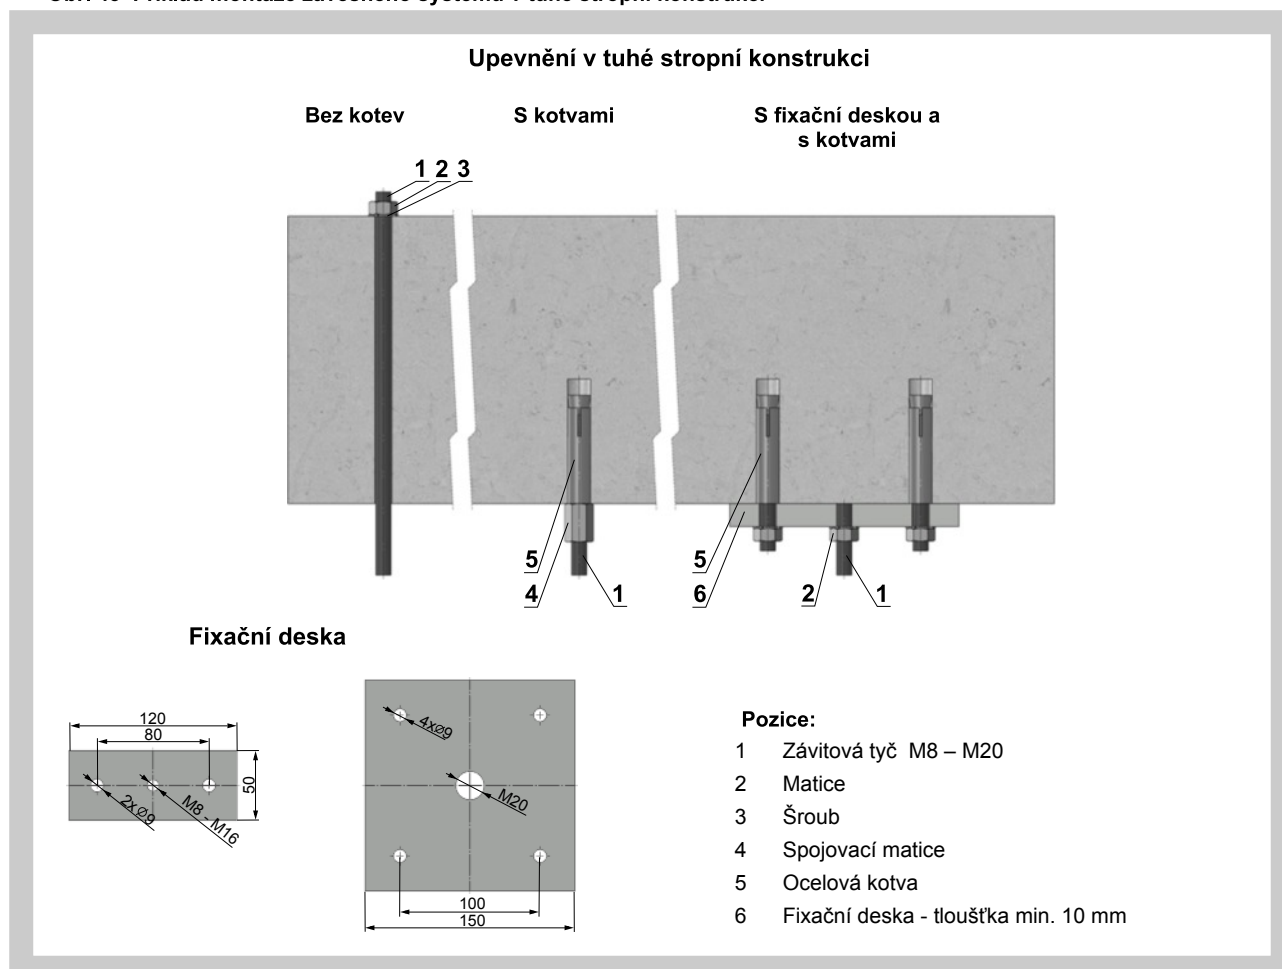 Upevnění v tuhé stropní konstrukci
Bez kotev
S kotvami
S fixační deskou a
s kotvami
1 2 3
5
4
1
5
6
2
1
Fixační deska
120
80
50
2xØ9
M8 - M16
4xØ9
M20
100
150
Pozice:
1 Závitová tyč M8 – M20
2 Matice
3 Šroub
4 Spojovací matice
5 Ocelová kotva
6 Fixační deska - tloušťka min. 10 mm